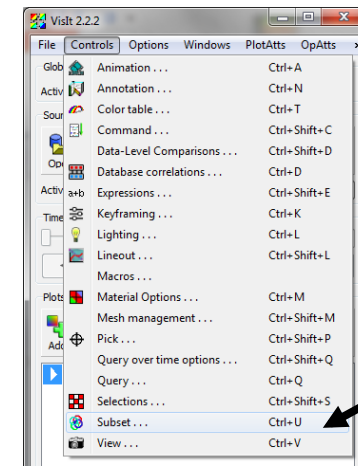 VisIt 2.2.2
File Controls Options Windows PlotAtts OpAtts »
Glob
Animation . . . Ctrl+A
Activ
Annotation . . . Ctrl+N
Sour
Color table . . . Ctrl+T
Command . . . Ctrl+Shift+C
Data-Level Comparisons . . . Ctrl+Shift+D
Ope
Database correlations . . . Ctrl+D
Activ
a+b Expressions . . . Ctrl+Shift+E
Time
Keyframing . . . Ctrl+K
Lighting . . . Ctrl+L
Lineout . . . Ctrl+Shift+L
Macros . . .
Plots
Material Options . . . Ctrl+M
Mesh management . . . Ctrl+Shift+M
Add
Pick . . . Ctrl+Shift+P
Query over time options . . . Ctrl+Shift+Q
Query . . . Ctrl+Q
Selections . . . Ctrl+Shift+S
Subset . . . Ctrl+U
View . . . Ctrl+V